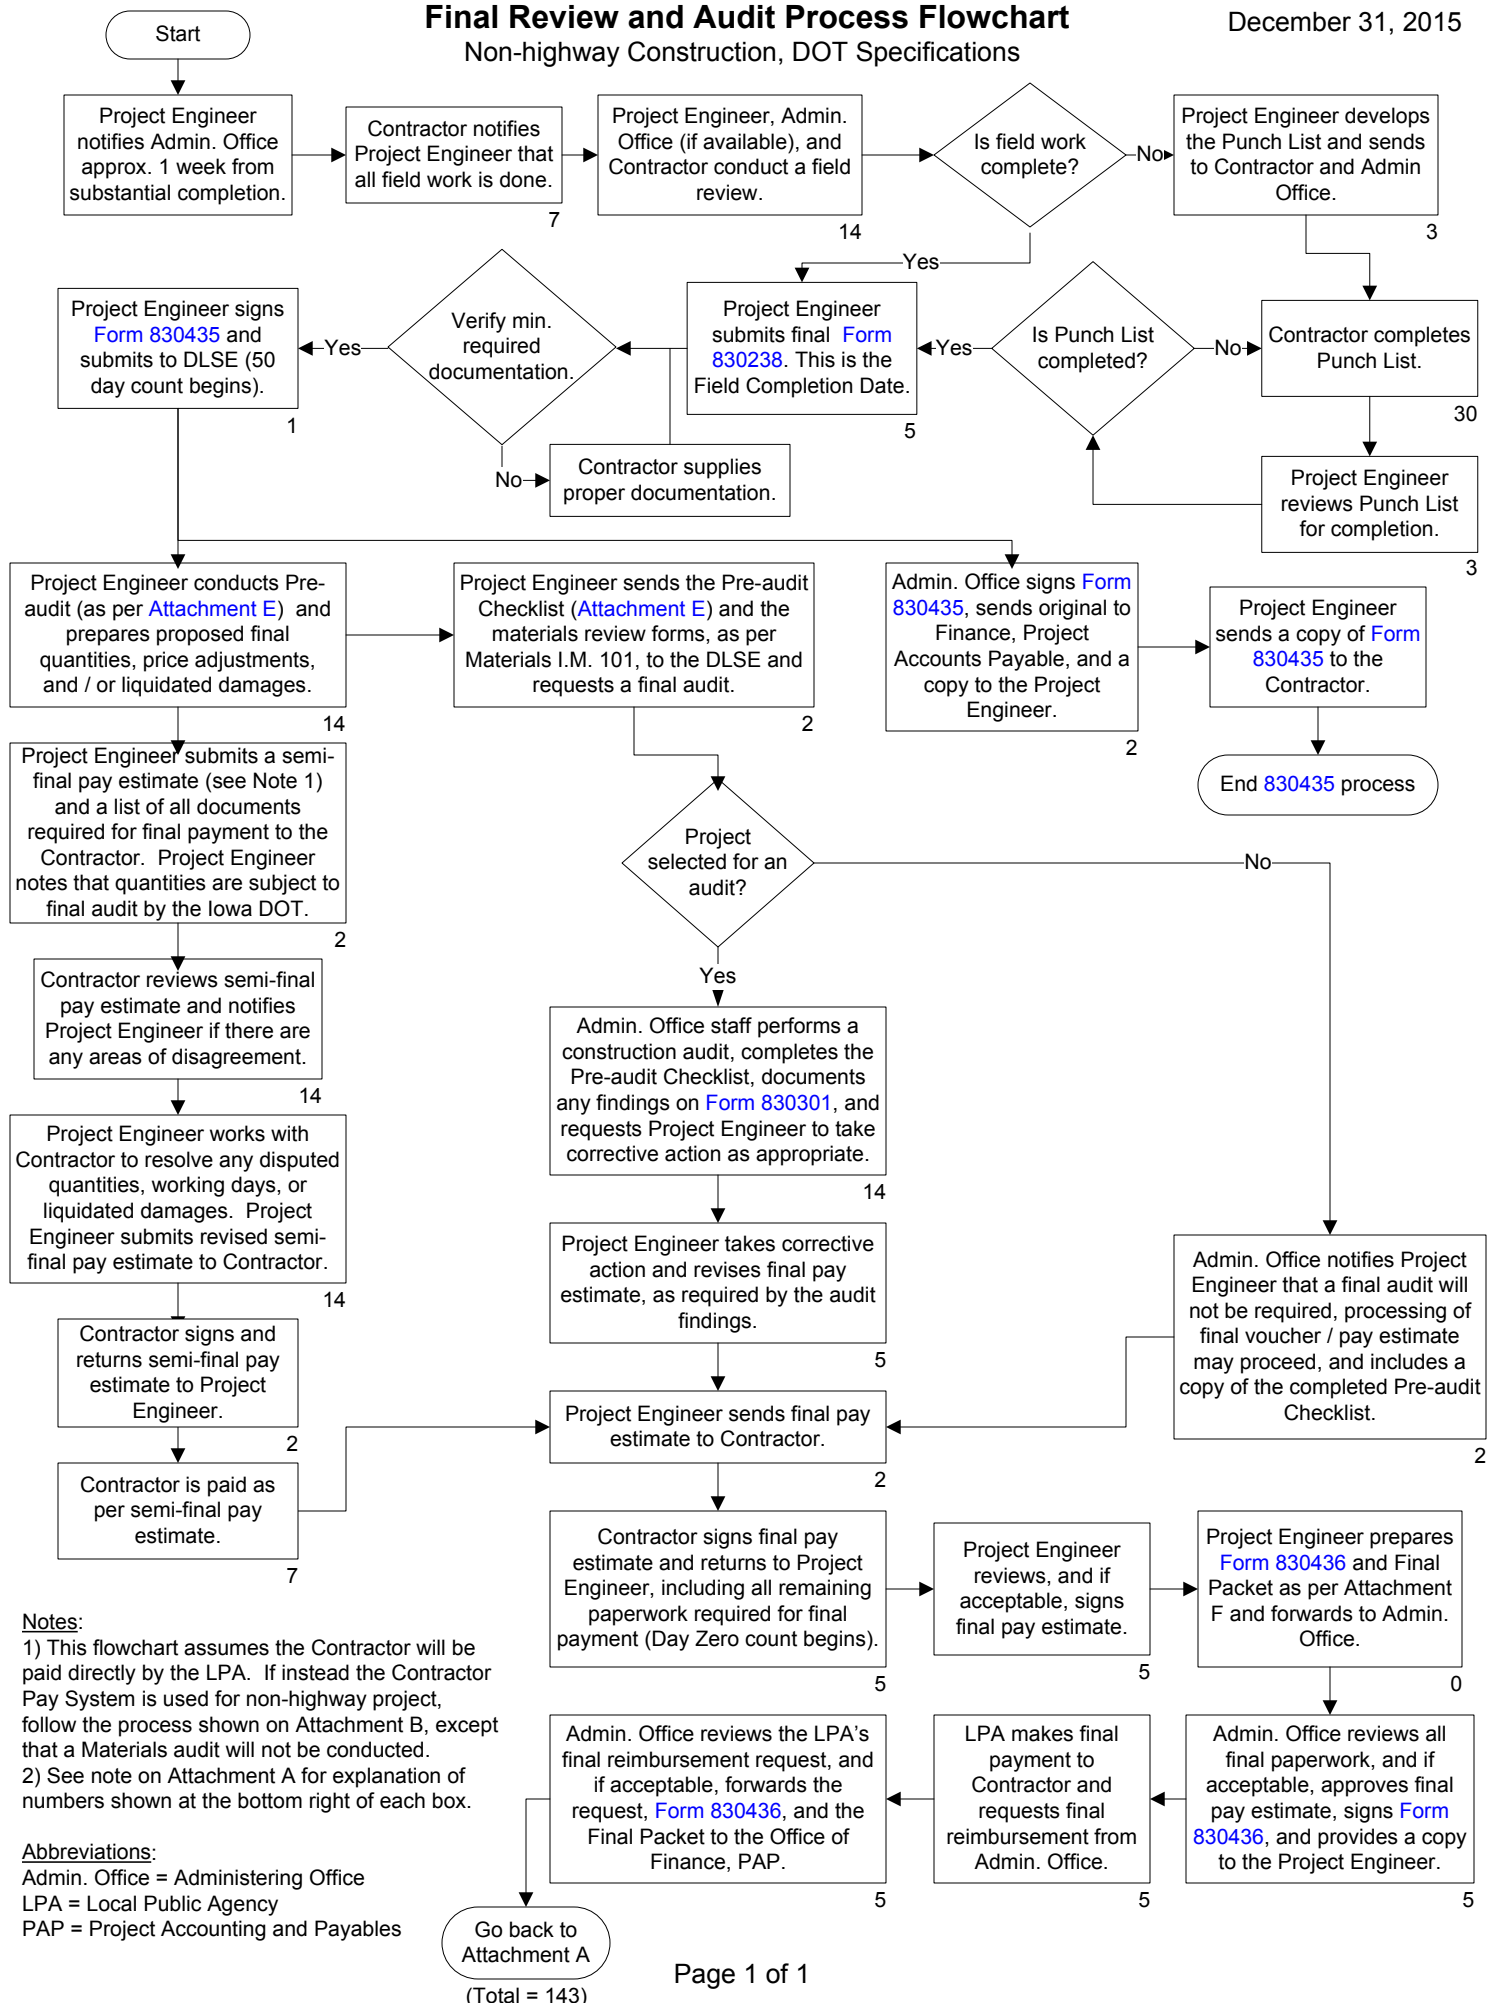 Final Review and Audit Process Flowchart
Non-highway Construction, DOT Specifications
December 31, 2015
Start
Project Engineer
notifies Admin. Office
approx. 1 week from
substantial completion.
Contractor notifies
Project Engineer that
all field work is done.
7
Project Engineer, Admin.
Office (if available), and
Contractor conduct a field
review.
14
Is field work
complete?
No
Project Engineer develops
the Punch List and sends
to Contractor and Admin
Office.
3
Yes
Project Engineer signs
Form 830435 and
submits to DLSE (50
day count begins).
1
Yes
Verify min.
required
documentation.
Project Engineer
submits final Form
830238. This is the
Field Completion Date.
5
Yes
Is Punch List
completed?
No
Contractor completes
Punch List.
30
No
Contractor supplies
proper documentation.
Project Engineer
reviews Punch List
for completion.
3
Project Engineer conducts Pre-
audit (as per Attachment E) and
prepares proposed final
quantities, price adjustments,
and / or liquidated damages.
14
Project Engineer sends the Pre-audit
Checklist (Attachment E) and the
materials review forms, as per
Materials I.M. 101, to the DLSE and
requests a final audit.
2
Admin. Office signs Form
830435, sends original to
Finance, Project
Accounts Payable, and a
copy to the Project
Engineer.
2
Project Engineer
sends a copy of Form
830435 to the
Contractor.
End 830435 process
Project Engineer submits a semi-
final pay estimate (see Note 1)
and a list of all documents
required for final payment to the
Contractor. Project Engineer
notes that quantities are subject to
final audit by the Iowa DOT.
2
Project
selected for an
audit?
No
Yes
Contractor reviews semi-final
pay estimate and notifies
Project Engineer if there are
any areas of disagreement.
14
Admin. Office staff performs a
construction audit, completes the
Pre-audit Checklist, documents
any findings on Form 830301, and
requests Project Engineer to take
corrective action as appropriate.
14
Project Engineer works with
Contractor to resolve any disputed
quantities, working days, or
liquidated damages. Project
Engineer submits revised semi-
final pay estimate to Contractor.
14
Project Engineer takes corrective
action and revises final pay
estimate, as required by the audit
findings.
5
Admin. Office notifies Project
Engineer that a final audit will
not be required, processing of
final voucher / pay estimate
may proceed, and includes a
copy of the completed Pre-audit
Checklist.
2
Contractor signs and
returns semi-final pay
estimate to Project
Engineer.
2
Project Engineer sends final pay
estimate to Contractor.
2
Contractor is paid as
per semi-final pay
estimate.
7
Contractor signs final pay
estimate and returns to Project
Engineer, including all remaining
paperwork required for final
payment (Day Zero count begins).
5
Project Engineer
reviews, and if
acceptable, signs
final pay estimate.
5
Project Engineer prepares
Form 830436 and Final
Packet as per Attachment
F and forwards to Admin.
Office.
0
Admin. Office reviews the LPA's
final reimbursement request, and
if acceptable, forwards the
request, Form 830436, and the
Final Packet to the Office of
Finance, PAP.
5
LPA makes final
payment to
Contractor and
requests final
reimbursement from
Admin. Office.
5
Admin. Office reviews all
final paperwork, and if
acceptable, approves final
pay estimate, signs Form
830436, and provides a copy
to the Project Engineer.
5
Notes:
1) This flowchart assumes the Contractor will be
paid directly by the LPA. If instead the Contractor
Pay System is used for non-highway project,
follow the process shown on Attachment B, except
that a Materials audit will not be conducted.
2) See note on Attachment A for explanation of
numbers shown at the bottom right of each box.
Abbreviations:
Admin. Office = Administering Office
LPA = Local Public Agency
PAP = Project Accounting and Payables
Go back to
Attachment A
(Total = 143)
Page 1 of 1